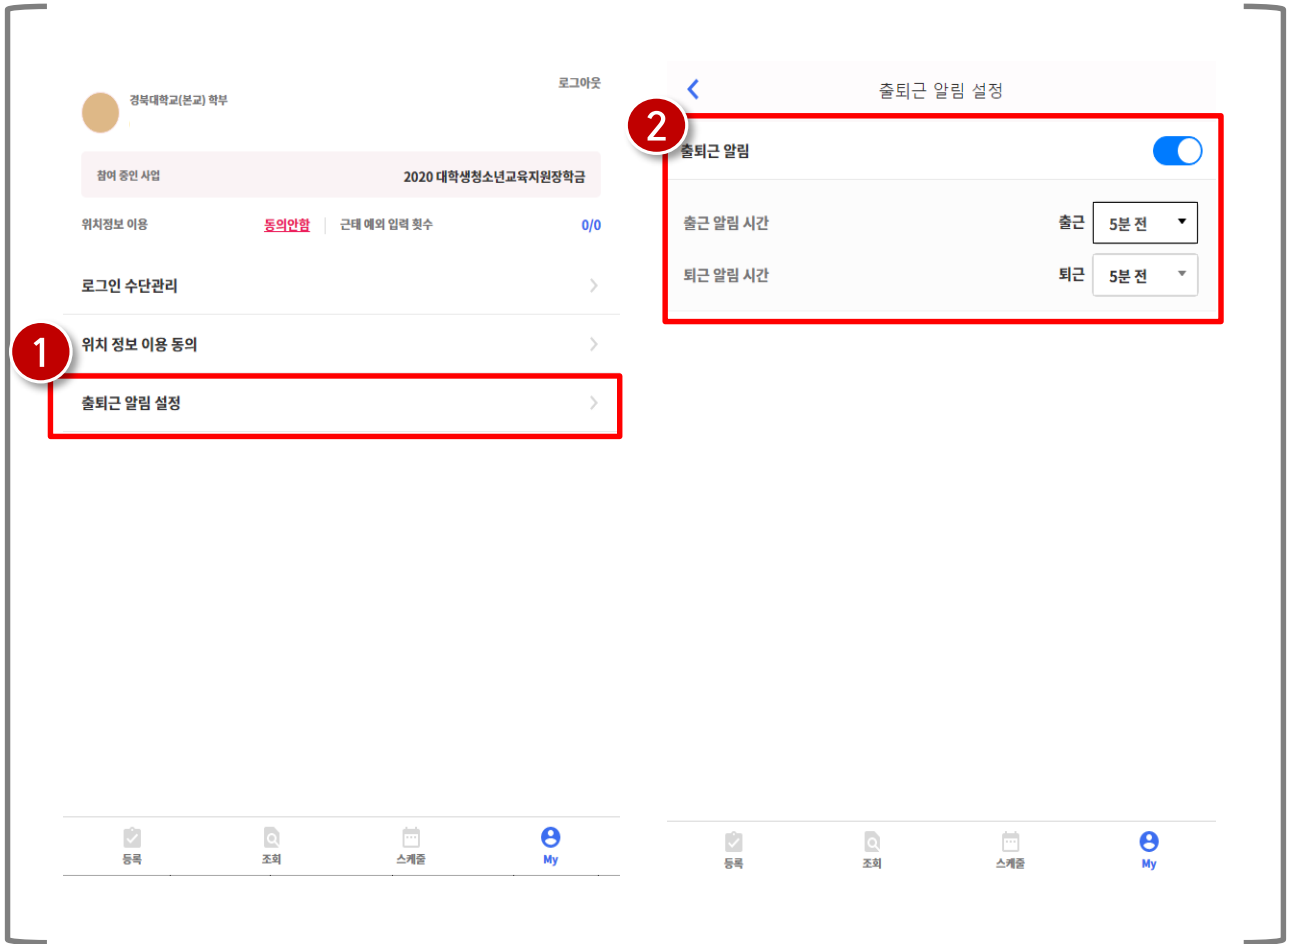 로그아웃
경북대학교(본교) 학부
참여 중인 사업 2020 대학생청소년교육지원장학금
위치정보 이용 동의안함 근태 예외 입력 횟수 0/0
로그인 수단관리
1
위치 정보 이용 동의
출퇴근 알림 설정
등록 조회 스케줄 My
출퇴근 알림 설정
2
출퇴근 알림
출근 알림 시간 출근 5분 전
퇴근 알림 시간 퇴근 5분 전
등록 조회 스케줄 My